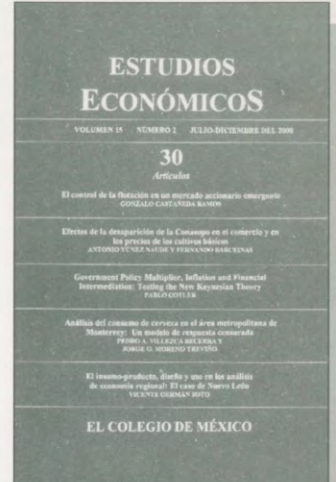 ESTUDIOS
ECONÓMICOS
VOLUMEN 15 NÚMERO 2 JULIO-DICIEMBRE DEL 2000
30
Artículos
El control de la flotación en un mercado accionario emergente
GONZALO CASTAÑEDA RAMOS
Efectos de la desaparición de la Conasupo en el comercio y en
los precios de los cultivos básicos
ANTONIO YÚNEZ NAUDE Y FERNANDO BARCEINAS
Government Policy Multiplier, Inflation and Financial
Intermediation: Testing the New Keynesian Theory
PABLO COTLER
Análisis del consumo de cerveza en el área metropolitana de
Monterrey: Un modelo de respuesta censurada
PEDRO A. VILLEZCA BECERRA Y
JORGE O. MORENO TREVIÑO
El insumo-producto, diseño y uso en los análisis
de economía regional: El caso de Nuevo León
VICENTE GERMÁN SOTO
EL COLEGIO DE MÉXICO